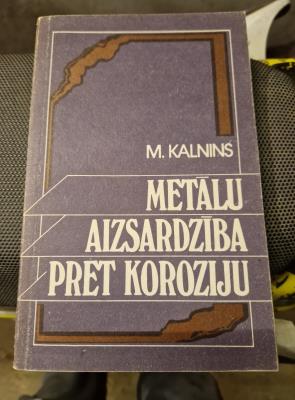 M. KALNIŅŠ
METĀLU
AIZSARDZĪBA
PRET KOROZIJU